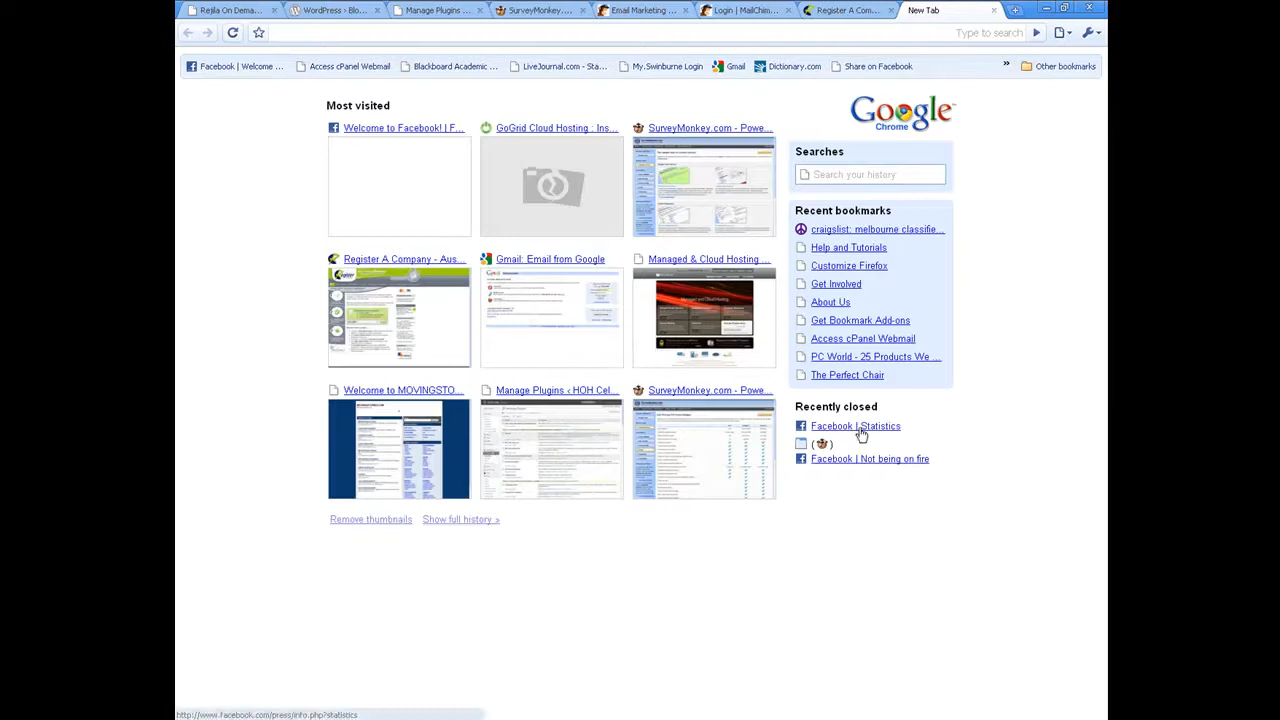 Rejila On Dema...
WordPress › Blo...
Manage Plugins ...
SurveyMonkey....
Email Marketing ...
Login | MailChim...
Register A Com...
New Tab
Type to search
Facebook | Welcome ...
Access cPanel Webmail
Blackboard Academic ...
LiveJournal.com - Sta...
My.Swinburne Login
Gmail
Dictionary.com
Share on Facebook
»
Other bookmarks
Most visited
Google
Chrome
Welcome to Facebook! | F...
GoGrid Cloud Hosting : Ins...
SurveyMonkey.com - Powe...
Register A Company - Aus...
Gmail: Email from Google
Managed & Cloud Hosting ...
Welcome to MOVINGSTO...
Manage Plugins ‹ HOH Cel...
SurveyMonkey.com - Powe...
Remove thumbnails
Show full history »
Searches
Search your history
Recent bookmarks
craigslist: melbourne classifie...
Help and Tutorials
Customize Firefox
Get Involved
About Us
Access cPanel Webmail
PC World - 25 Products We ...
The Perfect Chair
Recently closed
Facebook | Statistics
Facebook | Not being on fire
http://www.facebook.com/press/info.php?statistics